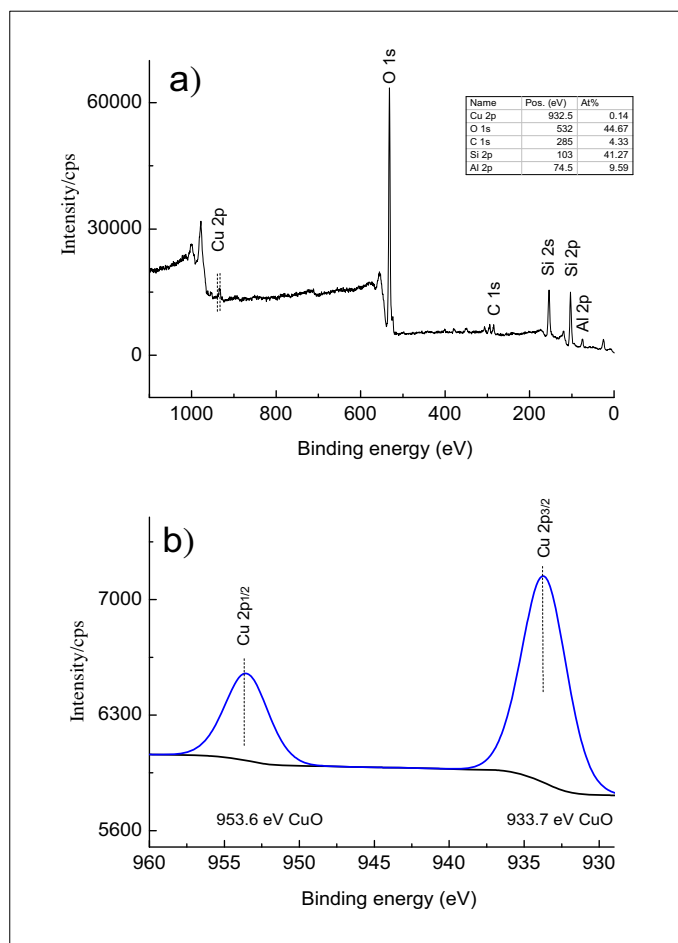 a)
Intensity/cps
60000
30000
0
Cu 2p
O 1s
C 1s
Si 2s
Si 2p
Al 2p
Name Pos. (eV) At%
Cu 2p 932.5 0.14
O 1s 532 44.67
C 1s 285 4.33
Si 2p 103 41.27
Al 2p 74.5 9.59
1000 800 600 400 200 0
Binding energy (eV)
b)
Intensity/cps
7000
6300
5600
Cu 2p1/2
Cu 2p3/2
953.6 eV CuO 933.7 eV CuO
960 955 950 945 940 935 930
Binding energy (eV)